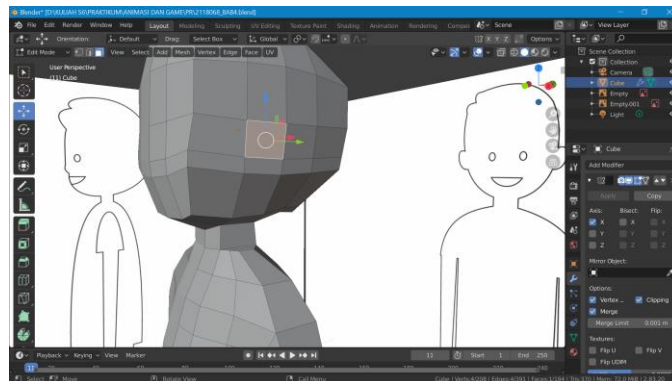 Blender* [D:\KULIAH S6\PRAKTIKUM\ANIMASI DAN GAME\PR\2118068_BAB4.blend]
File Edit Render Window Help Layout Modeling Sculpting UV Editing Texture Paint Shading Animation Rendering Compo Scene View Layer
Orientation: Default Drag: Select Box Global X Y Z Options
Edit Mode View Select Add Mesh Vertex Edge Face UV
User Perspective
(11) Cube
Scene Collection
Collection
Camera
Cube
Empty
Empty.001
Light
Cube
Add Modifier
Apply Copy
Axis: Bisect: Flip:
X X X
Y Y Y
Z Z Z
Mirror Object:
Options:
Vertex ... Clipping
Merge
Merge Limit 0.001 m
Textures:
Flip U Flip V
Flip UDIM
Playback Keying View Marker 11 Start 1 End 250
Select Move Rotate View Call Menu